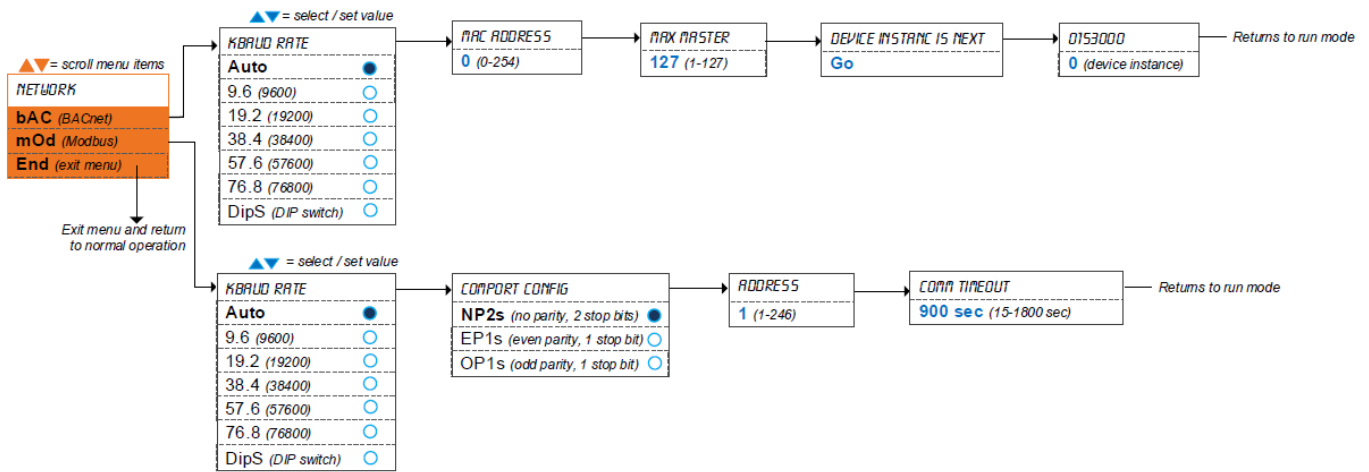 ▲▼ = scroll menu items
NETWORK
bAC (BACnet)
mOd (Modbus)
End (exit menu)
Exit menu and return
to normal operation
▲▼ = select / set value
KBAUD RATE
Auto
9.6 (9600)
19.2 (19200)
38.4 (38400)
57.6 (57600)
76.8 (76800)
DipS (DIP switch)
MAC ADDRESS
0 (0-254)
MAX MASTER
127 (1-127)
DEVICE INSTANC IS NEXT
Go
0153000
0 (device instance)
Returns to run mode
▲▼ = select / set value
KBAUD RATE
Auto
9.6 (9600)
19.2 (19200)
38.4 (38400)
57.6 (57600)
76.8 (76800)
DipS (DIP switch)
COMPORT CONFIG
NP2s (no parity, 2 stop bits)
EP1s (even parity, 1 stop bit)
OP1s (odd parity, 1 stop bit)
ADDRESS
1 (1-246)
COMM TIMEOUT
900 sec (15-1800 sec)
Returns to run mode